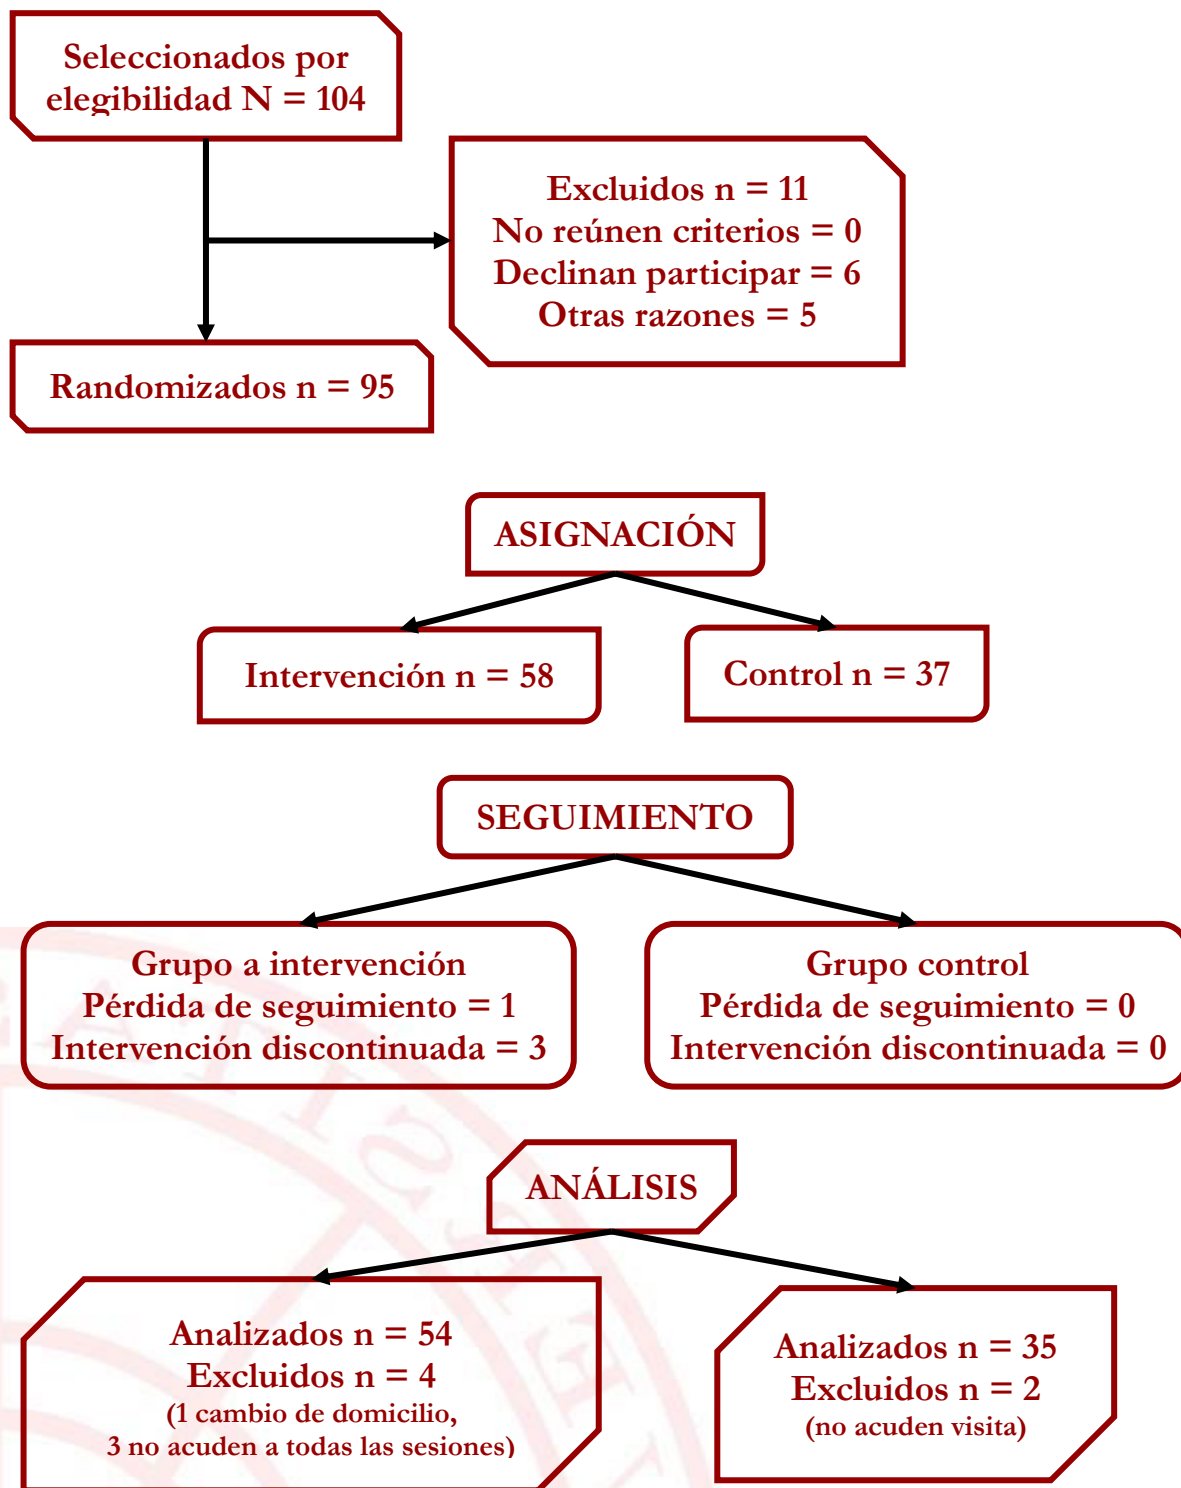 Seleccionados por
elegibilidad N = 104
Excluidos n = 11
No reúnen criterios = 0
Declinan participar = 6
Otras razones = 5
Randomizados n = 95
ASIGNACIÓN
Intervención n = 58
Control n = 37
SEGUIMIENTO
Grupo a intervención
Pérdida de seguimiento = 1
Intervención discontinuada = 3
Grupo control
Pérdida de seguimiento = 0
Intervención discontinuada = 0
ANÁLISIS
Analizados n = 54
Excluidos n = 4
(1 cambio de domicilio,
3 no acuden a todas las sesiones)
Analizados n = 35
Excluidos n = 2
(no acuden visita)